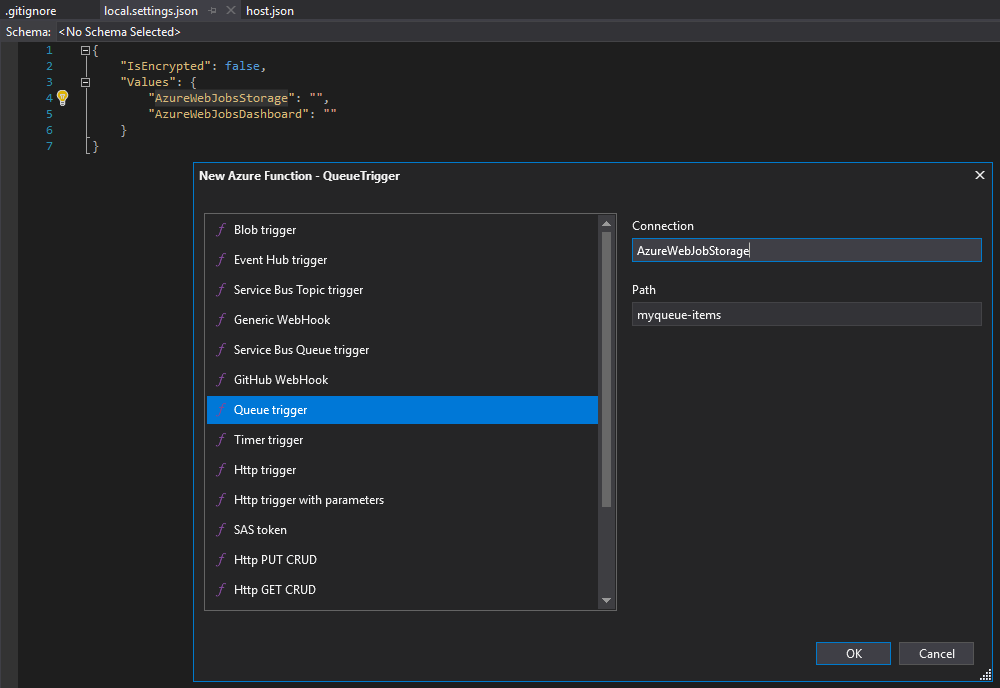 .gitignore local.settings.json host.json
Schema: <No Schema Selected>
1 {
2 "IsEncrypted": false,
3 "Values": {
4 "AzureWebJobsStorage": "",
5 "AzureWebJobsDashboard": ""
6 }
7 }
New Azure Function - QueueTrigger
Blob trigger
Event Hub trigger
Service Bus Topic trigger
Generic WebHook
Service Bus Queue trigger
GitHub WebHook
Queue trigger
Timer trigger
Http trigger
Http trigger with parameters
SAS token
Http PUT CRUD
Http GET CRUD
Connection
AzureWebJobStorage
Path
myqueue-items
OK Cancel